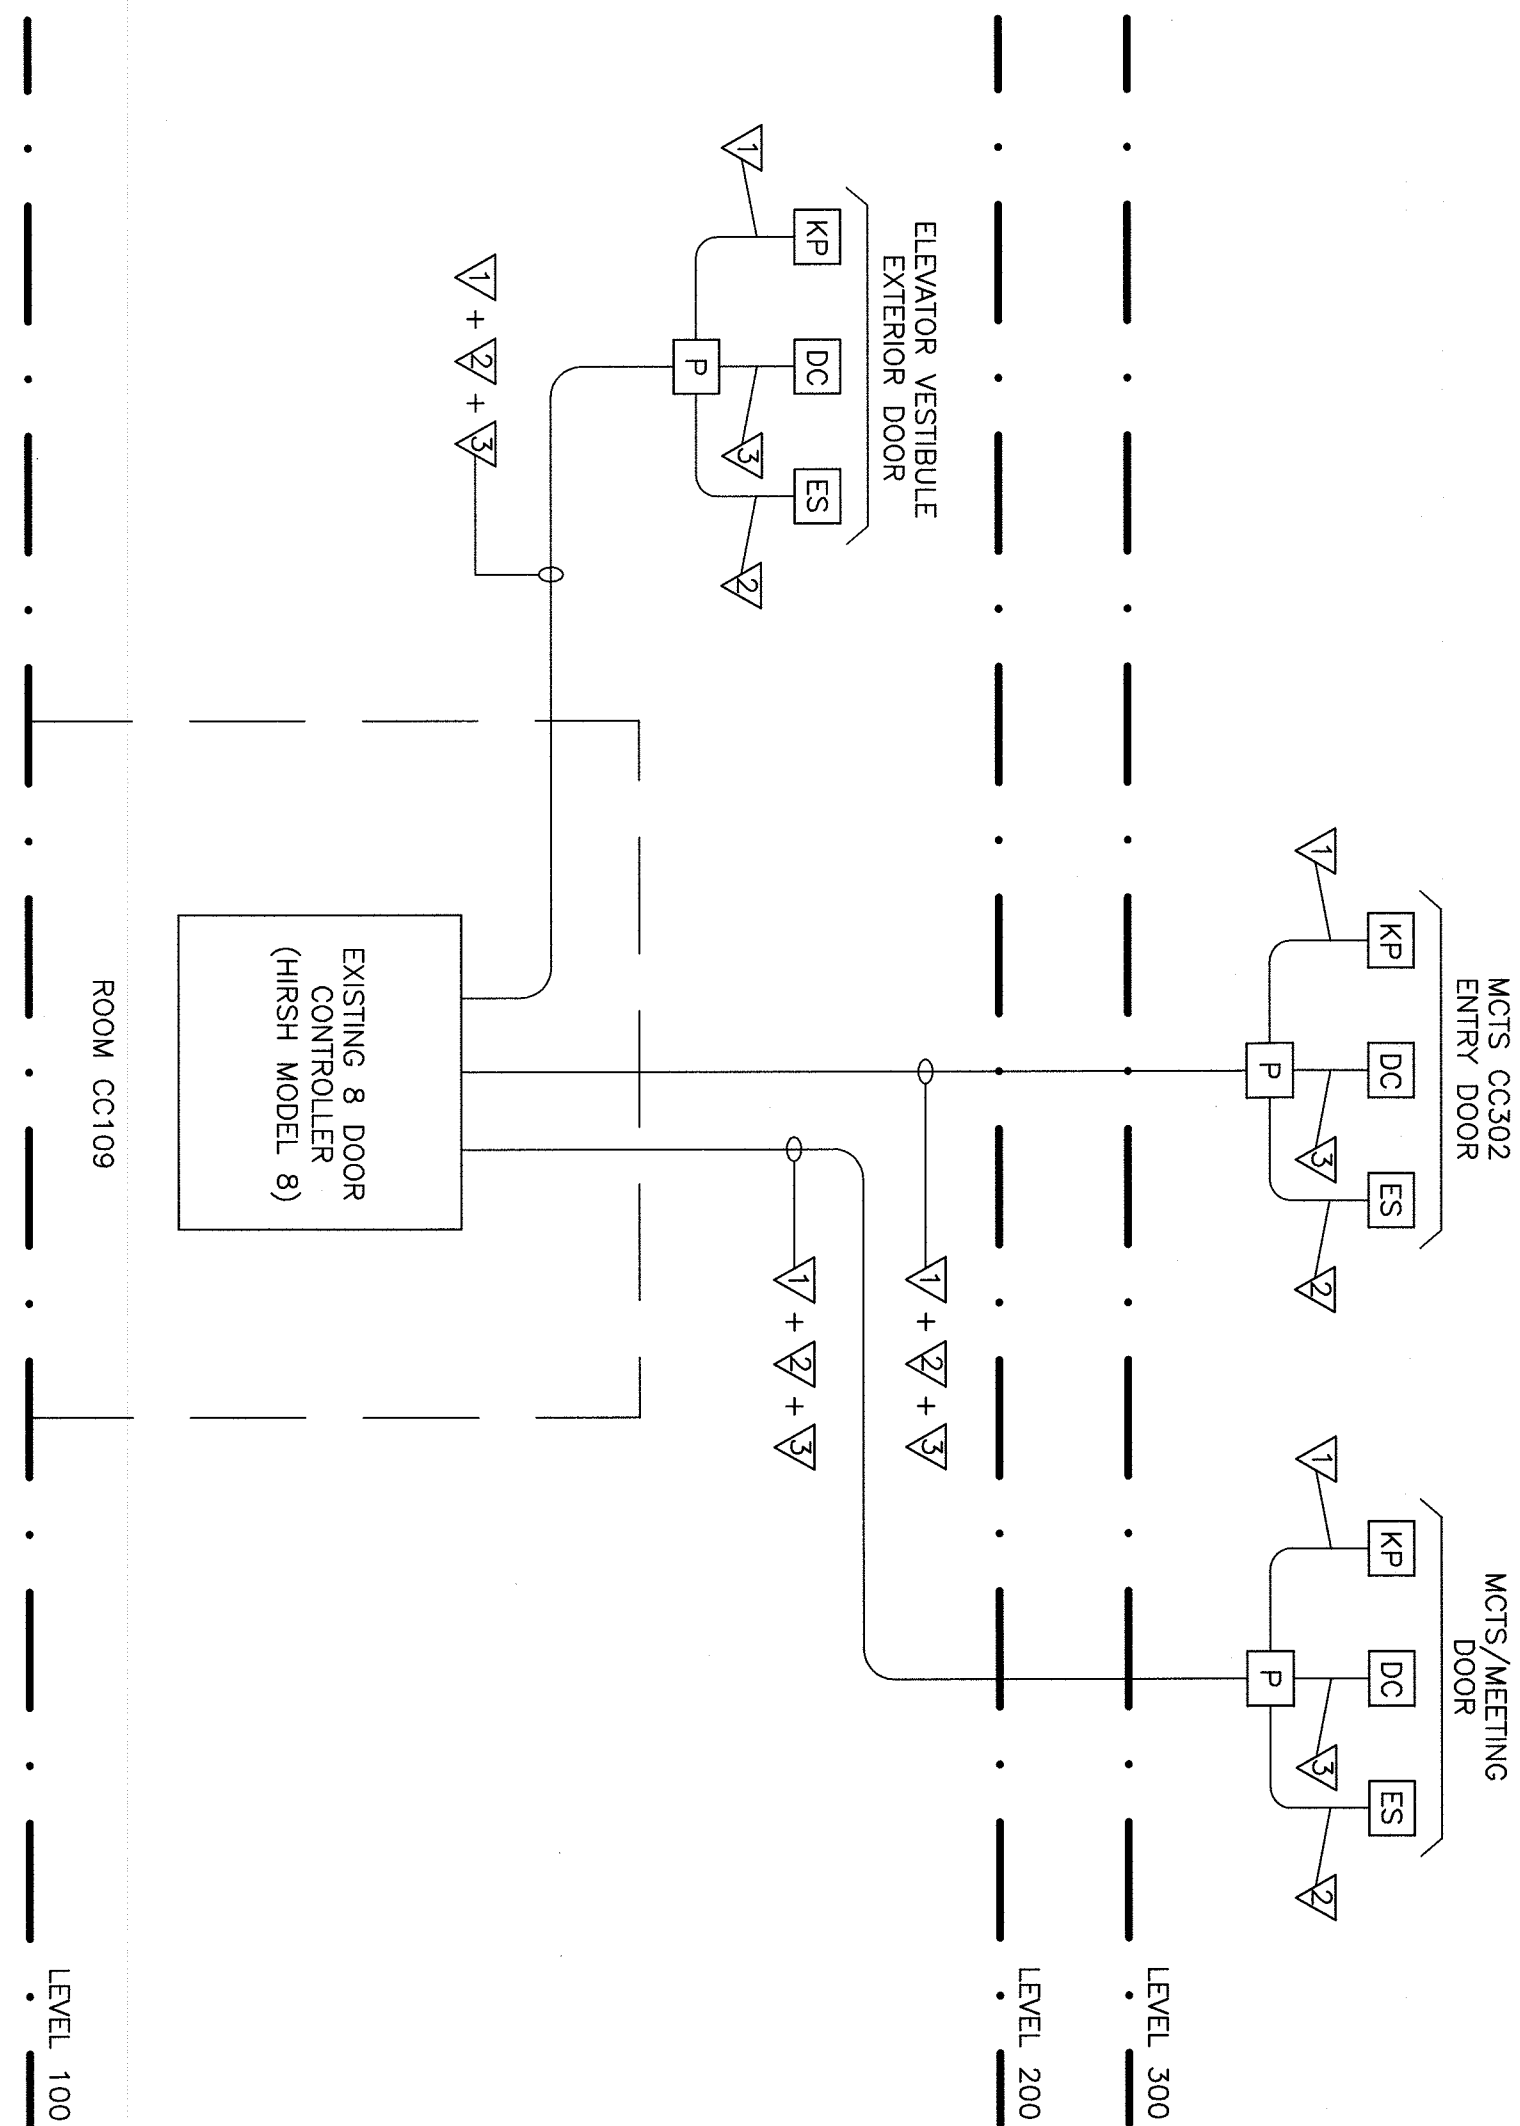 MCTS CC302
ENTRY DOOR
KP
DC
ES
1
3
2
P
MCTS/MEETING
DOOR
KP
DC
ES
1
3
2
P
LEVEL 300
LEVEL 200
ELEVATOR VESTIBULE
EXTERIOR DOOR
KP
DC
ES
1
3
2
P
1 + 2 + 3
1 + 2 + 3
1 + 2 + 3
EXISTING 8 DOOR
CONTROLLER
(HIRSH MODEL 8)
ROOM CC109
LEVEL 100